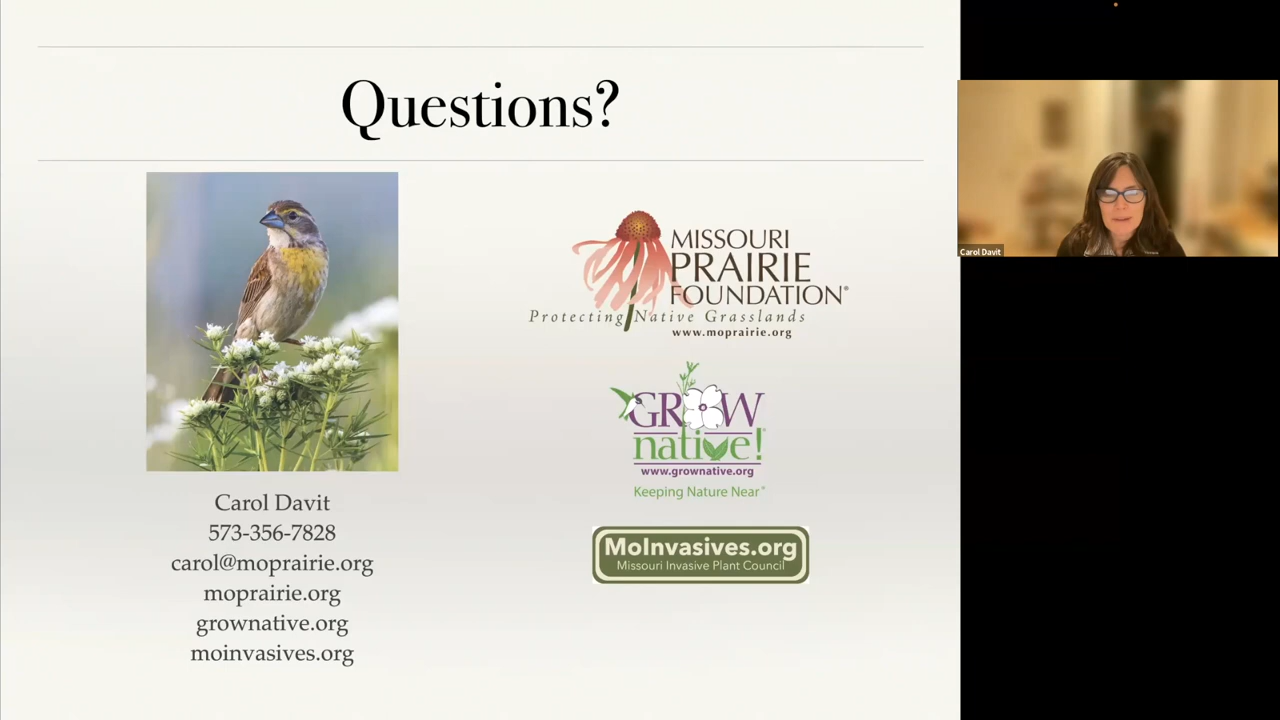 Questions?
MISSOURI
PRAIRIE
FOUNDATION®
Protecting Native Grasslands
www.moprairie.org
GROW
native!
www.grownative.org
Keeping Nature Near®
MoInvasives.org
Missouri Invasive Plant Council
Carol Davit
573-356-7828
carol@moprairie.org
moprairie.org
grownative.org
moinvasives.org
Carol Davit